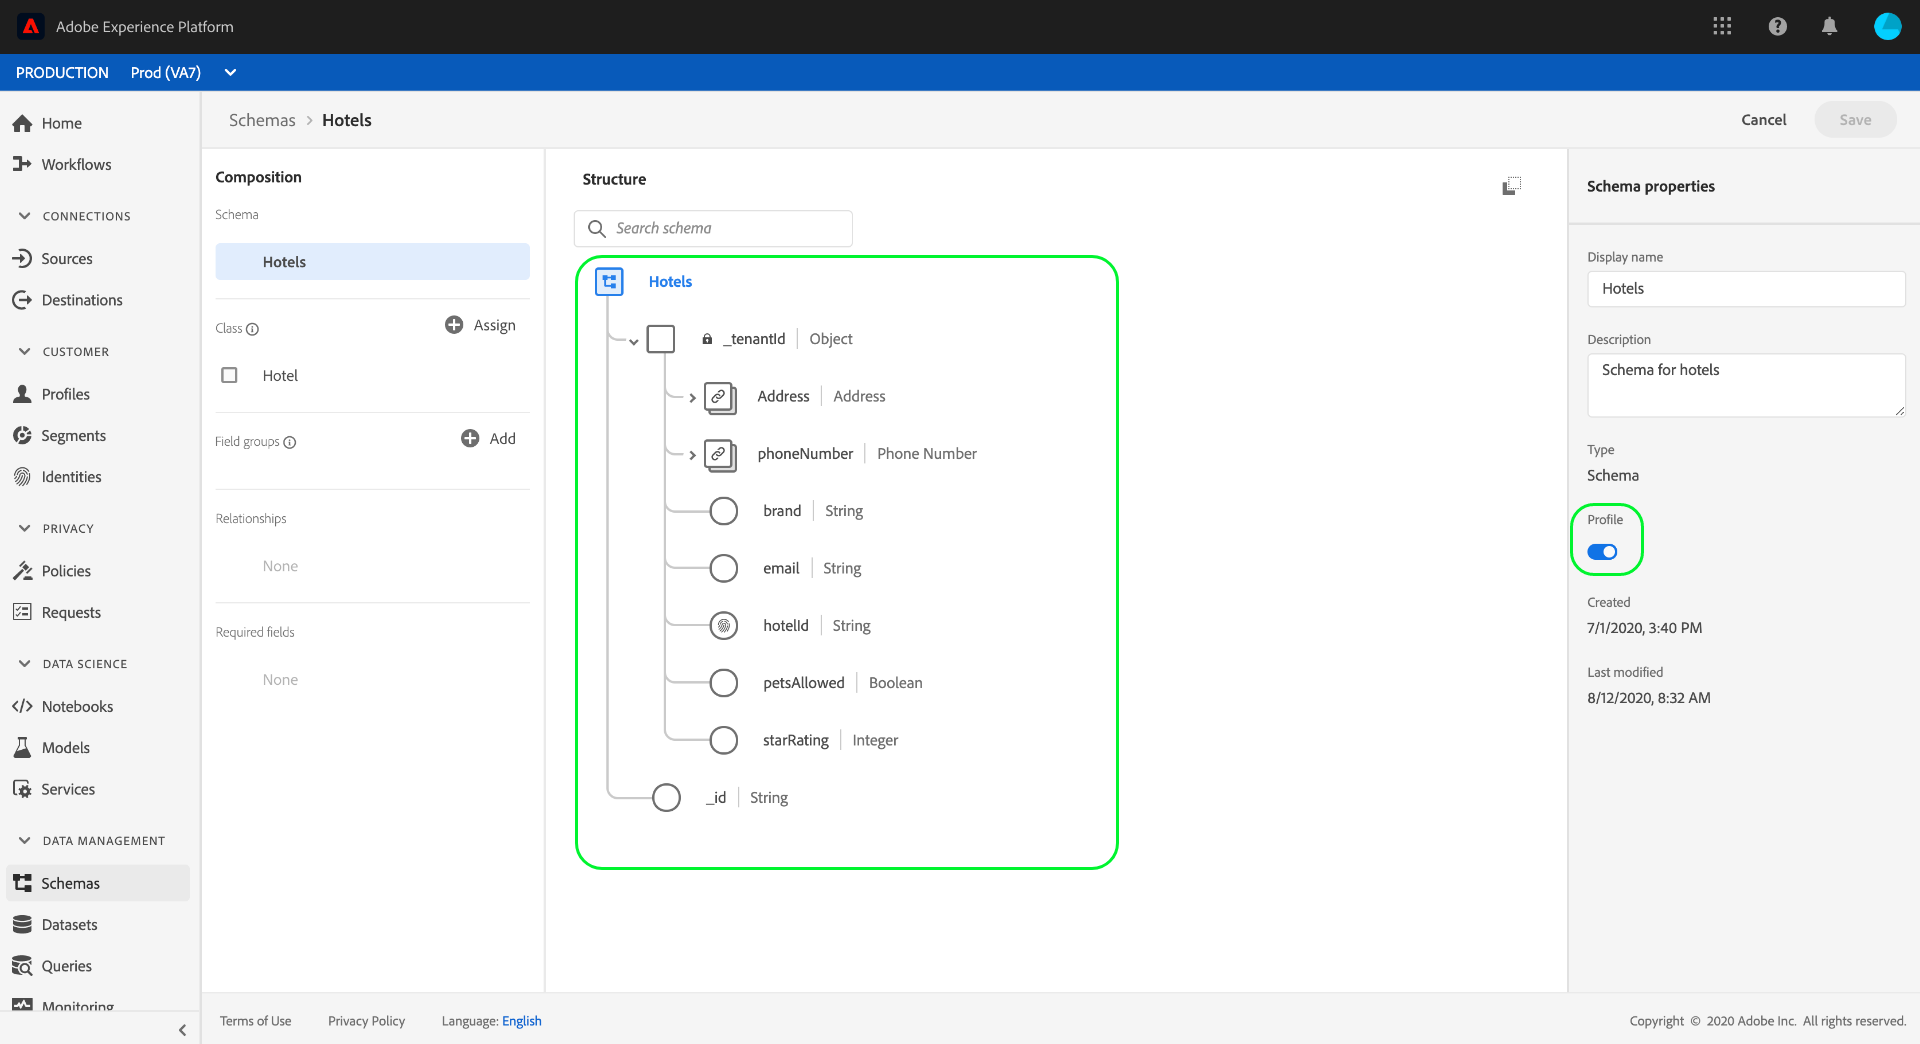 Adobe Experience Platform
PRODUCTION Prod (VA7)
Home
Workflows
CONNECTIONS
Sources
Destinations
CUSTOMER
Profiles
Segments
Identities
PRIVACY
Policies
Requests
DATA SCIENCE
Notebooks
Models
Services
DATA MANAGEMENT
Schemas
Datasets
Queries
Monitoring
Schemas > Hotels
Cancel Save
Composition
Schema
Hotels
Class Assign
Hotel
Field groups Add
Relationships
None
Required fields
None
Structure
Search schema
Hotels
_tenantId | Object
Address | Address
phoneNumber | Phone Number
brand | String
email | String
hotelId | String
petsAllowed | Boolean
starRating | Integer
_id | String
Schema properties
Display name
Hotels
Description
Schema for hotels
Type
Schema
Profile
Created
7/1/2020, 3:40 PM
Last modified
8/12/2020, 8:32 AM
Terms of Use Privacy Policy Language: English
Copyright © 2020 Adobe Inc. All rights reserved.